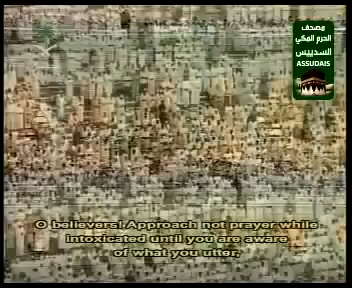 مصحف
الحرم المكي
السديس
ASSUDAIS
O believers! Approach not prayer while
intoxicated until you are aware
of what you utter,